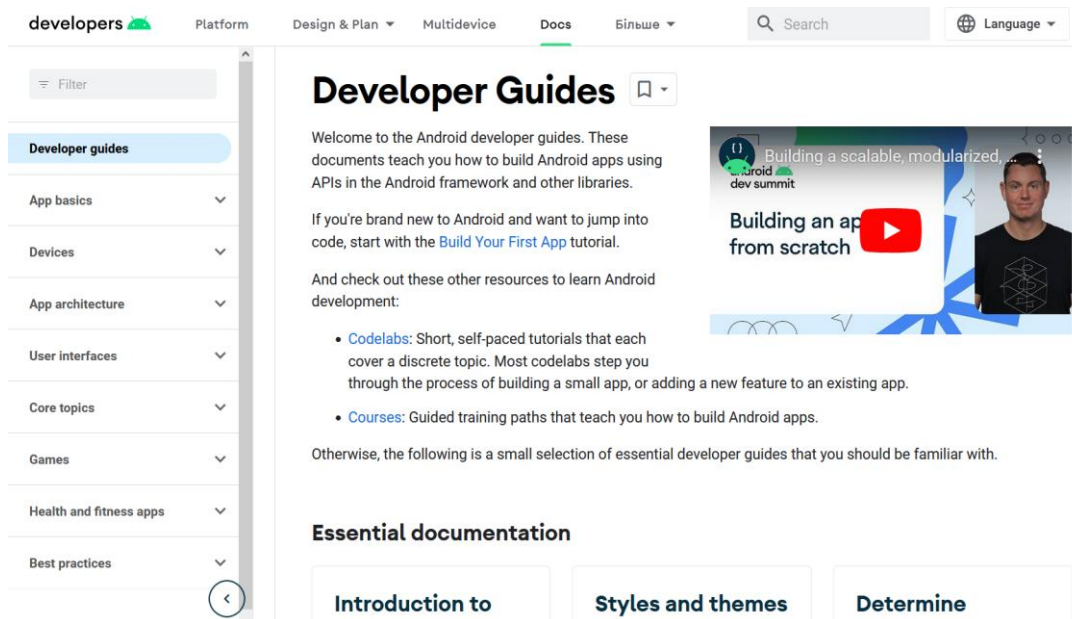 developers
Platform
Design & Plan
Multidevice
Docs
Більше
Search
Language
Filter
Developer guides
App basics
Devices
App architecture
User interfaces
Core topics
Games
Health and fitness apps
Best practices
Developer Guides
Welcome to the Android developer guides. These
documents teach you how to build Android apps using
APIs in the Android framework and other libraries.
If you're brand new to Android and want to jump into
code, start with the Build Your First App tutorial.
And check out these other resources to learn Android
development:
• Codelabs: Short, self-paced tutorials that each
cover a discrete topic. Most codelabs step you
through the process of building a small app, or adding a new feature to an existing app.
• Courses: Guided training paths that teach you how to build Android apps.
Otherwise, the following is a small selection of essential developer guides that you should be familiar with.
Building a scalable, modularized, ...
dev summit
Building an
from scratch
Essential documentation
Introduction to
Styles and themes
Determine